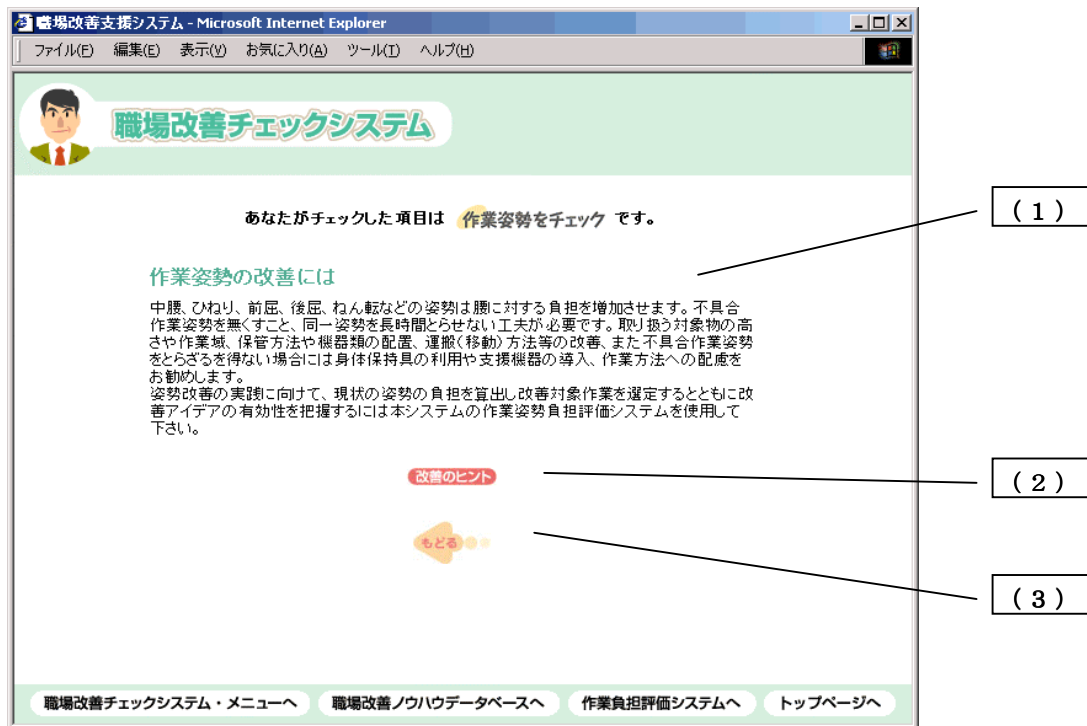 職場改善支援システム - Microsoft Internet Explorer
ファイル(F) 編集(E) 表示(V) お気に入り(A) ツール(T) ヘルプ(H)
職場改善チェックシステム
あなたがチェックした項目は 作業姿勢をチェック です。
(1)
作業姿勢の改善には
中腰、ひねり、前屈、後屈、ねん転などの姿勢は腰に対する負担を増加させます。不具合
作業姿勢を無くすこと、同一姿勢を長時間とらせない工夫が必要です。取り扱う対象物の高
さや作業域、保管方法や機器類の配置、運搬(移動)方法等の改善、また不具合作業姿勢
をとらざるを得ない場合には身体保持具の利用や支援機器の導入、作業方法への配慮を
お勧めします。
姿勢改善の実践に向けて、現状の姿勢の負担を算出し改善対象作業を選定するとともに改
善アイデアの有効性を把握するには本システムの作業姿勢負担評価システムを使用して
下さい。
改善のヒント
(2)
もどる
(3)
職場改善チェックシステム・メニューへ 職場改善ノウハウデータベースへ 作業負担評価システムへ トップページへ